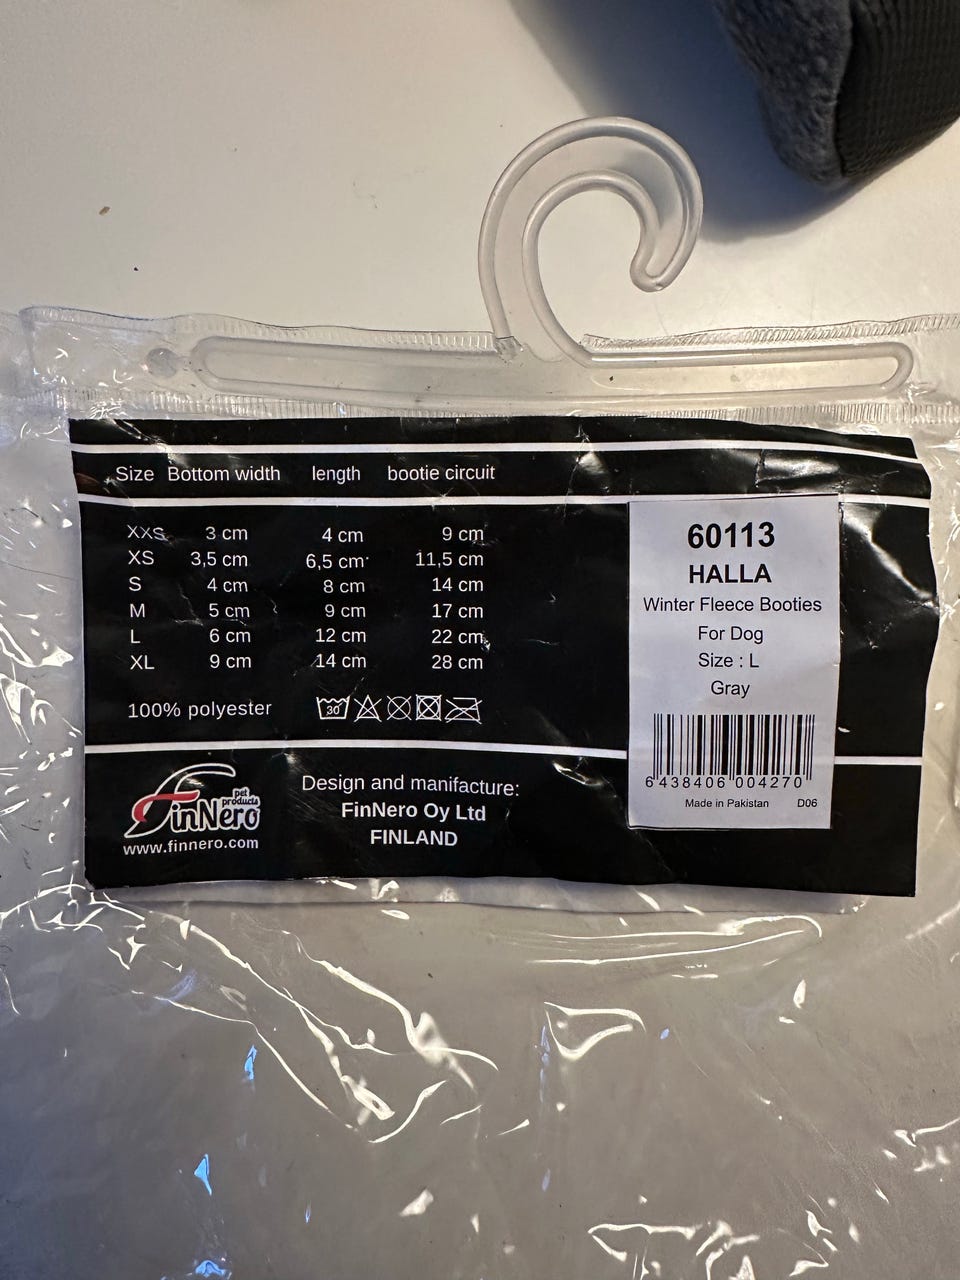 Size Bottom width length bootie circuit
XXS 3 cm 4 cm 9 cm
XS 3,5 cm 6,5 cm 11,5 cm
S 4 cm 8 cm 14 cm
M 5 cm 9 cm 17 cm
L 6 cm 12 cm 22 cm
XL 9 cm 14 cm 28 cm
100% polyester 30
FinNero pet products
www.finnero.com
Design and manifacture:
FinNero Oy Ltd
FINLAND
60113
HALLA
Winter Fleece Booties
For Dog
Size : L
Gray
6 438406 004270
Made in Pakistan D06